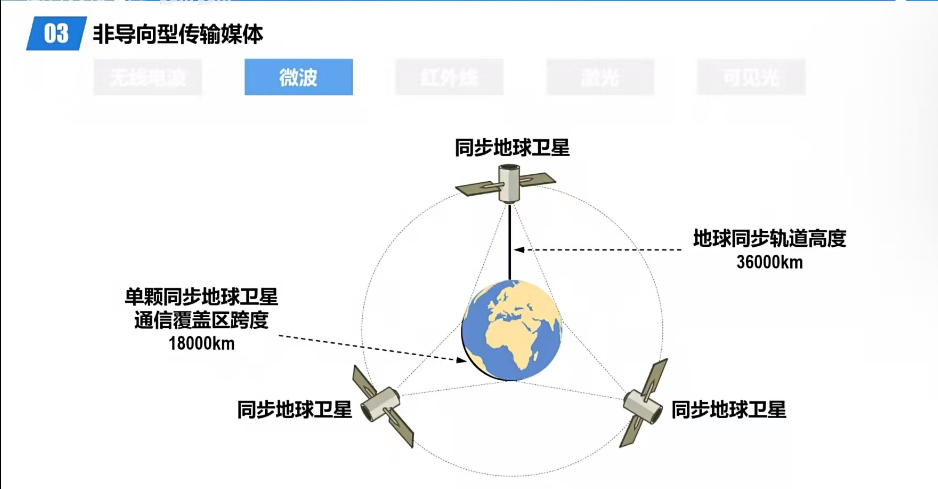 03 非导向型传输媒体
无线电波 微波 红外线 激光 可见光
同步地球卫星
地球同步轨道高度
36000km
单颗同步地球卫星
通信覆盖区跨度
18000km
同步地球卫星
同步地球卫星